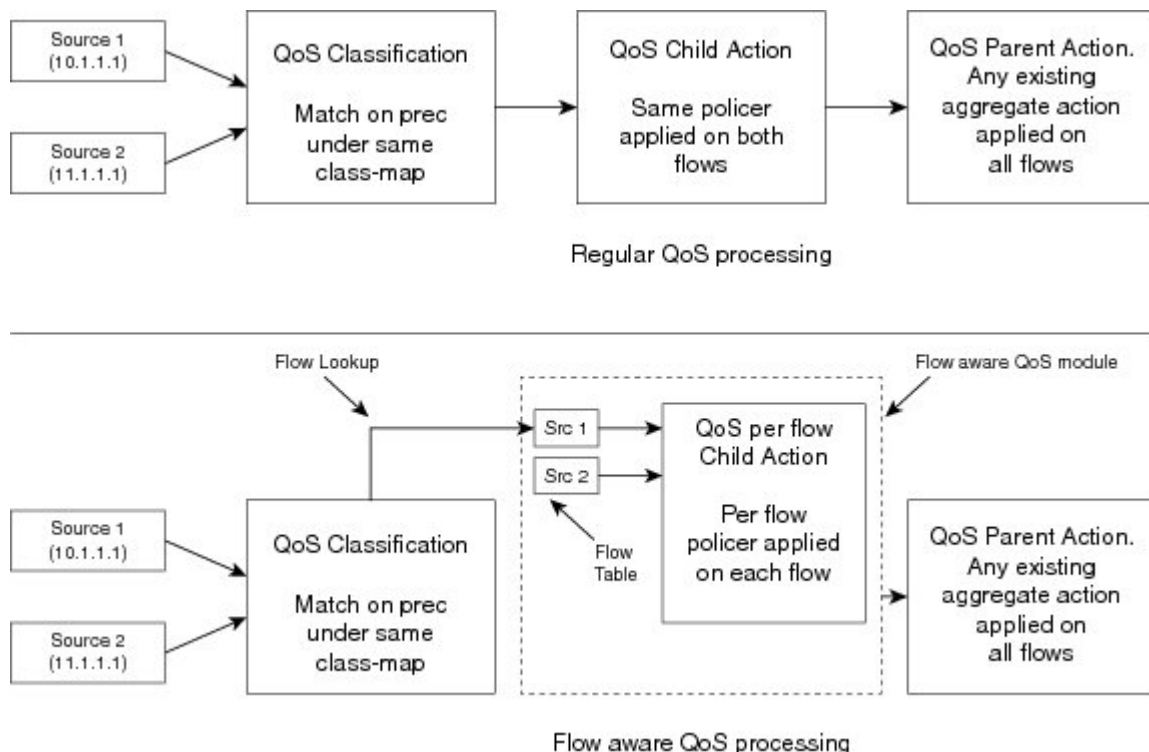 Source 1
(10.1.1.1)
Source 2
(11.1.1.1)
QoS Classification
Match on prec
under same
class-map
QoS Child Action
Same policer
applied on both
flows
QoS Parent Action.
Any existing
aggregate action
applied on
all flows
Regular QoS processing
Flow Lookup
Flow aware QoS module
Source 1
(10.1.1.1)
Source 2
(11.1.1.1)
QoS Classification
Match on prec
under same
class-map
Src 1
Src 2
Flow
Table
QoS per flow
Child Action
Per flow
policer applied
on each flow
QoS Parent Action.
Any existing
aggregate action
applied on
all flows
Flow aware QoS processing